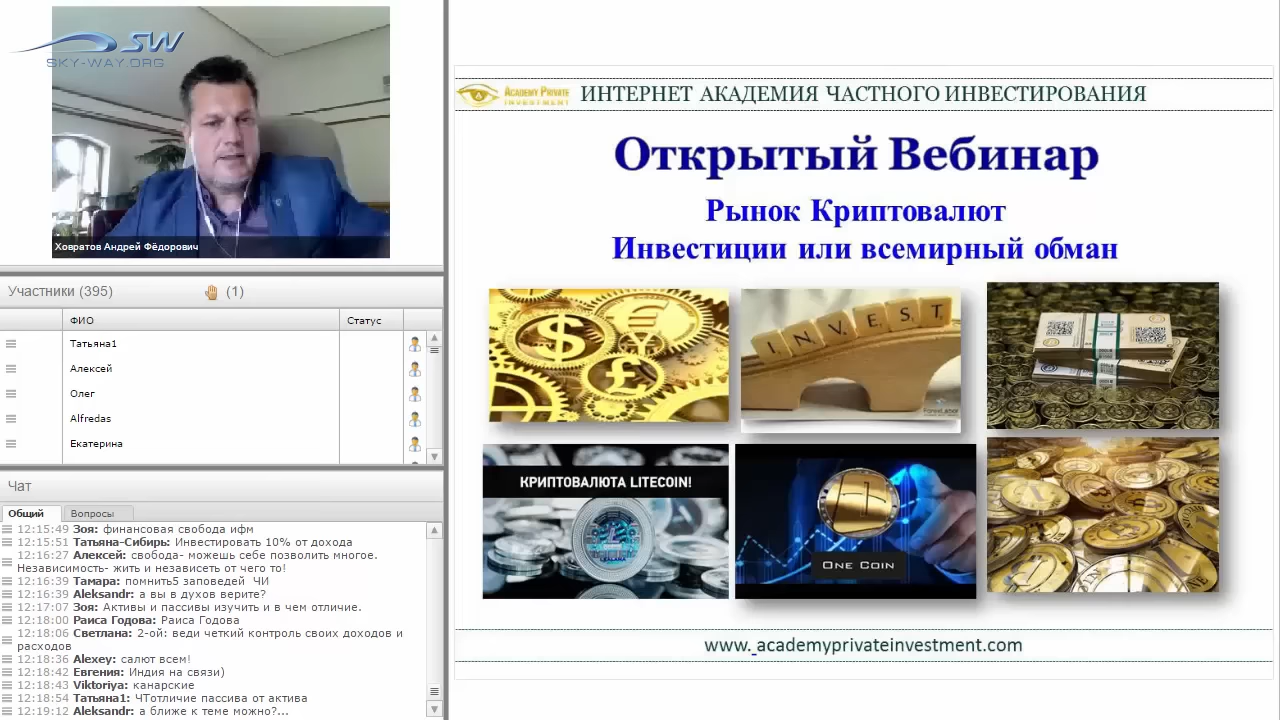 SW
SKY-WAY.ORG
Ховратов Андрей Фёдорович
Участники (395)
(1)
ФИО
Статус
Татьяна1
Алексей
Олег
Alfredas
Екатерина
Чат
Общий
Вопросы
12:15:49 Зоя: финансовая свобода ифм
12:15:51 Татьяна-Сибирь: Инвестировать 10% от дохода
12:16:27 Алексей: свобода- можешь себе позволить многое.
Независимость- жить и независеть от чего то!
12:16:39 Тамара: помнить5 заповедей ЧИ
12:16:39 Aleksandr: а вы в духов верите?
12:17:07 Зоя: Активы и пассивы изучить и в чем отличие.
12:18:00 Раиса Годова: Раиса Годова
12:18:06 Светлана: 2-ой: веди четкий контроль своих доходов и
расходов
12:18:36 Alexey: салют всем!
12:18:42 Евгения: Индия на связи)
12:18:43 Viktoriya: канарские
12:18:54 Татьяна1: ЧТотличие пассива от актива
12:19:12 Aleksandr: а ближе к теме можно?...
ACADEMY PRIVATE
INVESTMENT
ИНТЕРНЕТ АКАДЕМИЯ ЧАСТНОГО ИНВЕСТИРОВАНИЯ
Открытый Вебинар
Рынок Криптовалют
Инвестиции или всемирный обман
INVEST
КРИПТОВАЛЮТА LITECOIN!
ONE COIN
www. academyprivateinvestment.com